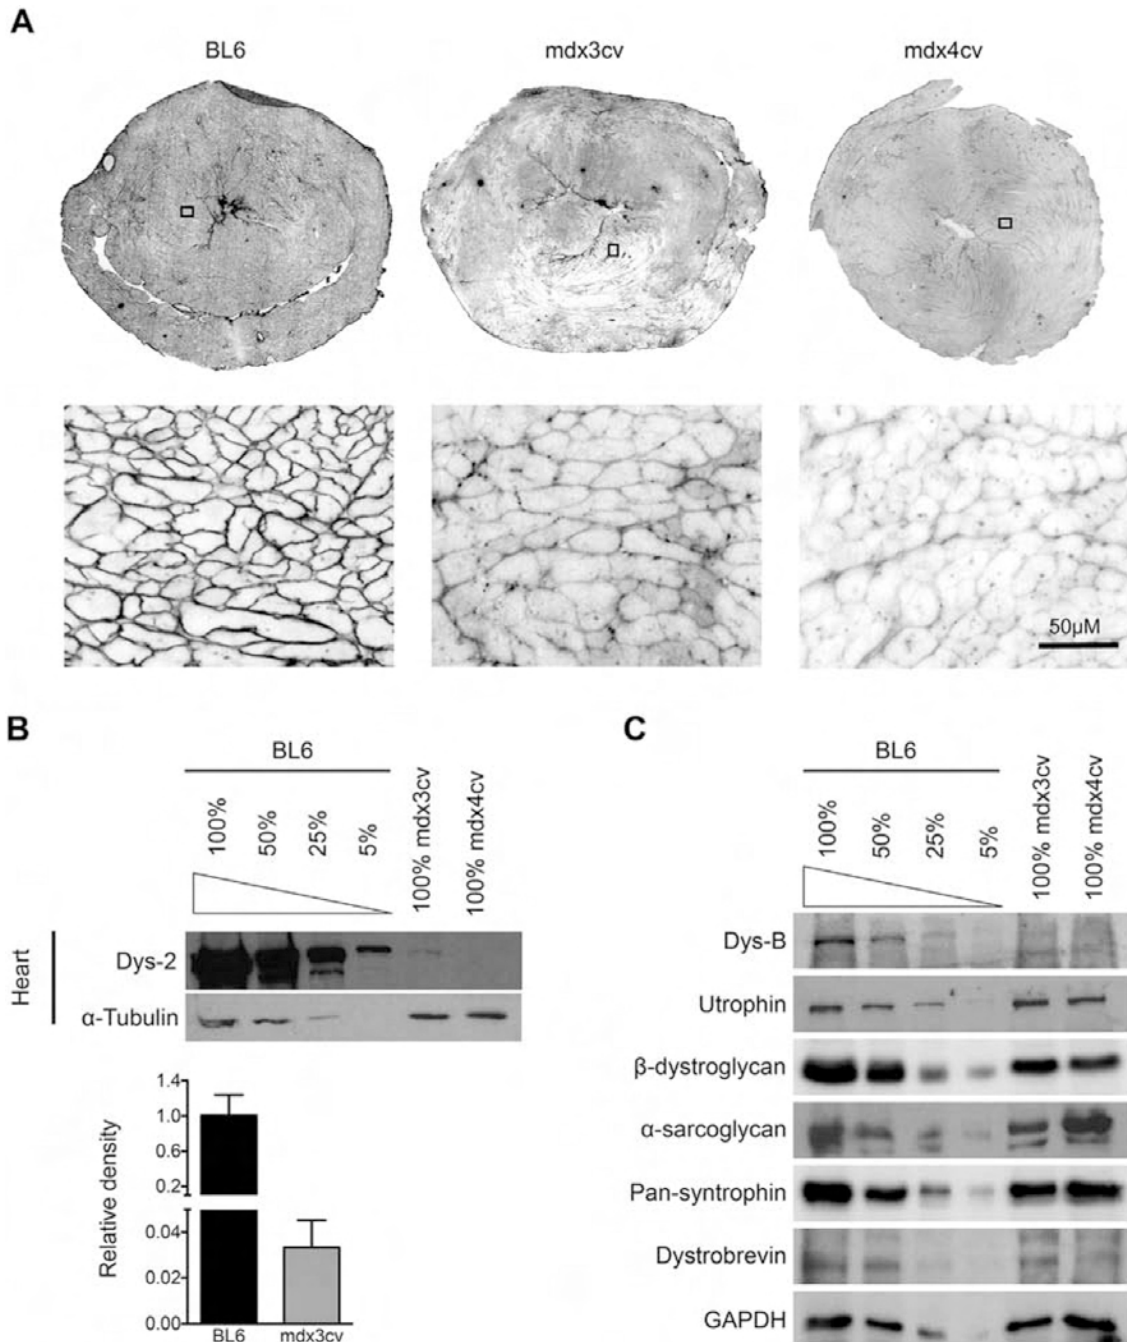 A
BL6
mdx3cv
mdx4cv
50µM
B
BL6
100%
50%
25%
5%
100% mdx3cv
100% mdx4cv
Heart
Dys-2
α-Tubulin
Relative density
1.4
1.0
0.6
0.2
0.04
0.02
0.00
BL6
mdx3cv
C
BL6
100%
50%
25%
5%
100% mdx3cv
100% mdx4cv
Dys-B
Utrophin
β-dystroglycan
α-sarcoglycan
Pan-syntrophin
Dystrobrevin
GAPDH